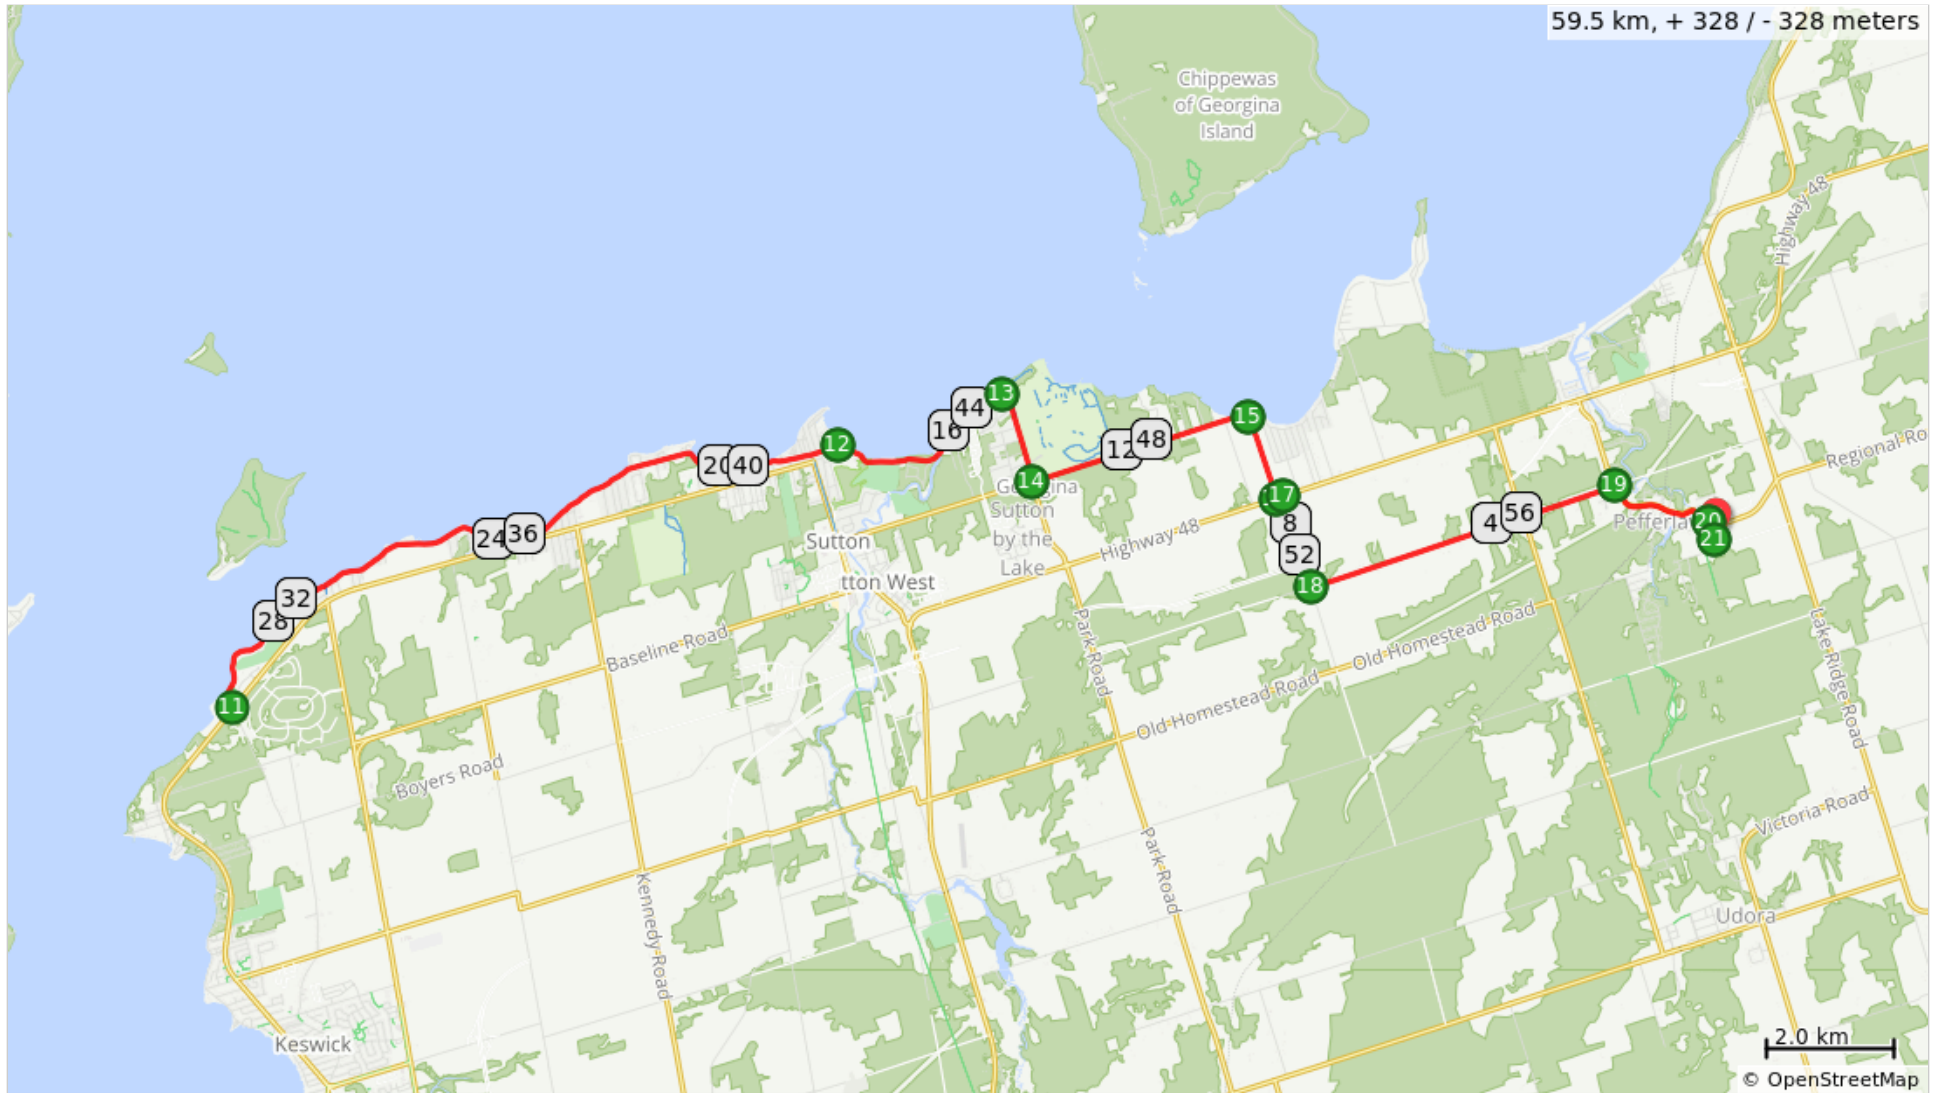 59.5 km, + 328 / - 328 meters
Chippewas
of Georgina
Island
Highway 48
13
44
15
16
12
48
12
20
40
14
Georgina
Sutton
by the
Lake
17
8
52
18
Highway 48
4
56
19
Regional Ro
Pefferla
20
21
24
36
Sutton
tton West
32
28
11
Baseline Road
Park Road
Old Homestead Road
Old Homestead Road
Lake Ridge Road
Boyers Road
Victoria Road
Park Road
Kennedy Road
Udora
Keswick
2.0 km
© OpenStreetMap